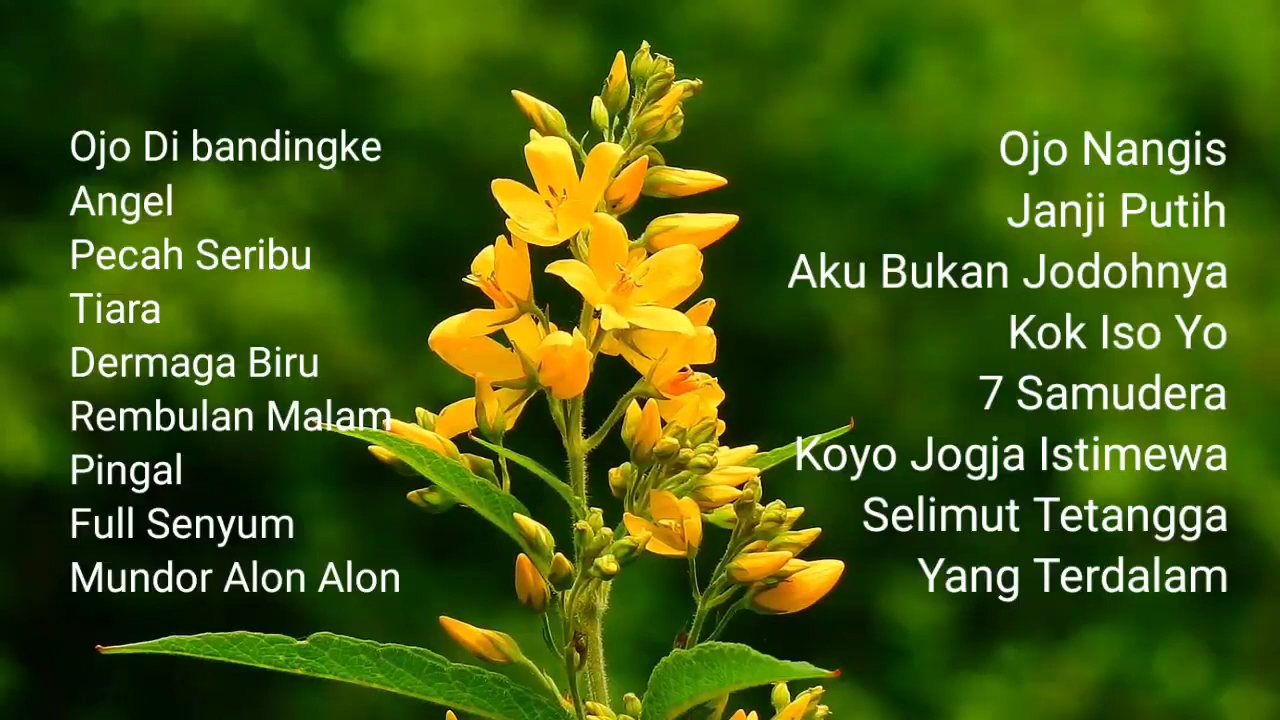 Ojo Di bandingke
Angel
Pecah Seribu
Tiara
Dermaga Biru
Rembulan Malam
Pingal
Full Senyum
Mundor Alon Alon
Ojo Nangis
Janji Putih
Aku Bukan Jodohnya
Kok Iso Yo
7 Samudera
Koyo Jogja Istimewa
Selimut Tetangga
Yang Terdalam